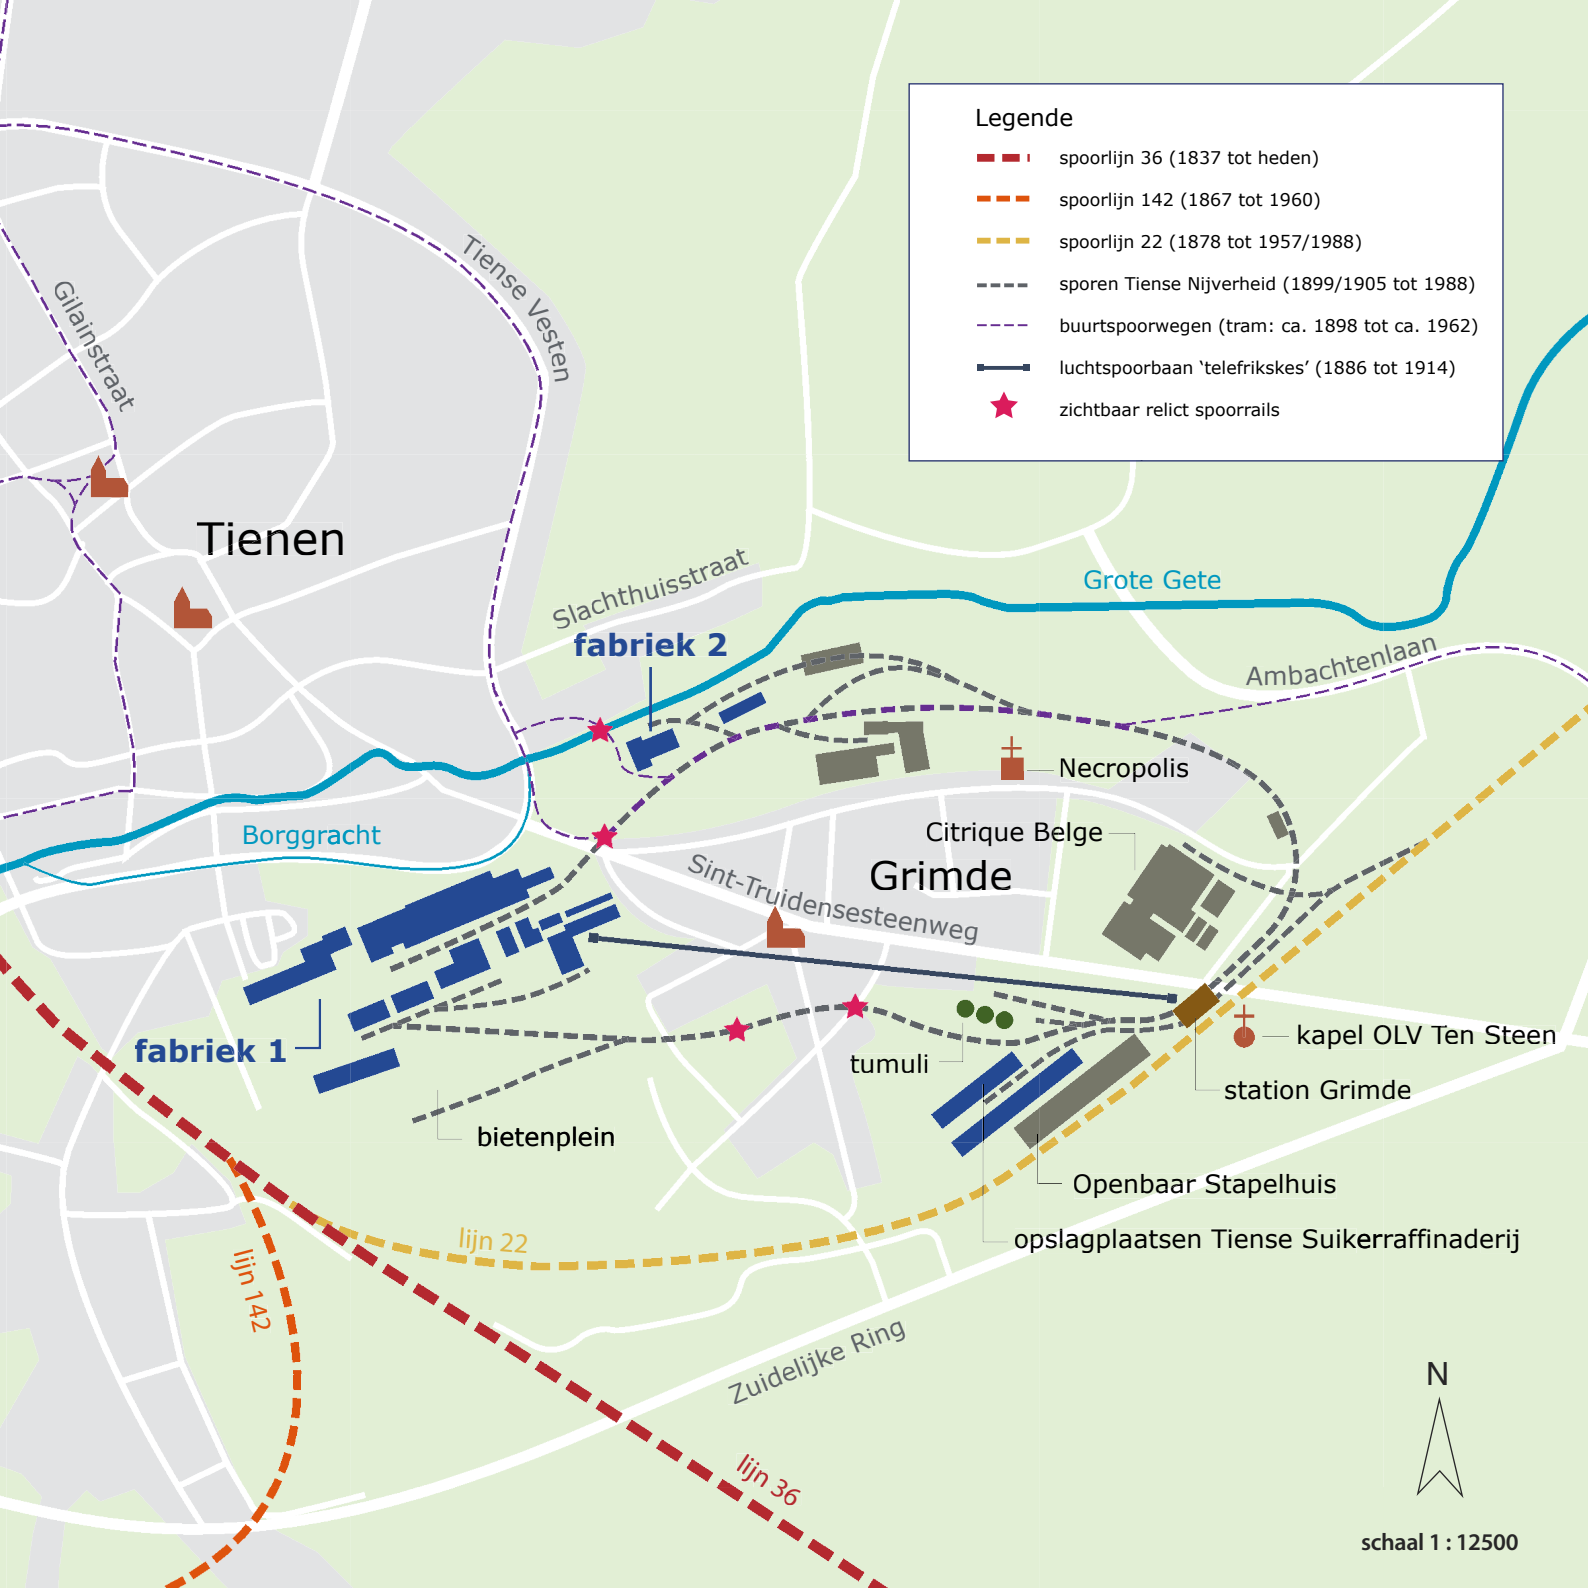 Legende
spoorlijn 36 (1837 tot heden)
spoorlijn 142 (1867 tot 1960)
spoorlijn 22 (1878 tot 1957/1988)
sporen Tiense Nijverheid (1899/1905 tot 1988)
buurtspoorwegen (tram: ca. 1898 tot ca. 1962)
luchtspoorbaan ‘telefrikskes’ (1886 tot 1914)
zichtbaar relict spoorrails
Tiense Vesten
Gilainstraat
Tienen
Slachthuisstraat
Grote Gete
fabriek 2
Ambachtenlaan
Necropolis
Borggracht
Citrique Belge
Sint-Truidensesteenweg
Grimde
fabriek 1
kapel OLV Ten Steen
tumuli
station Grimde
bietenplein
Openbaar Stapelhuis
lijn 22
opslagplaatsen Tiense Suikerraffinaderij
lijn 142
Zuidelijke Ring
lijn 36
N
schaal 1 : 12500